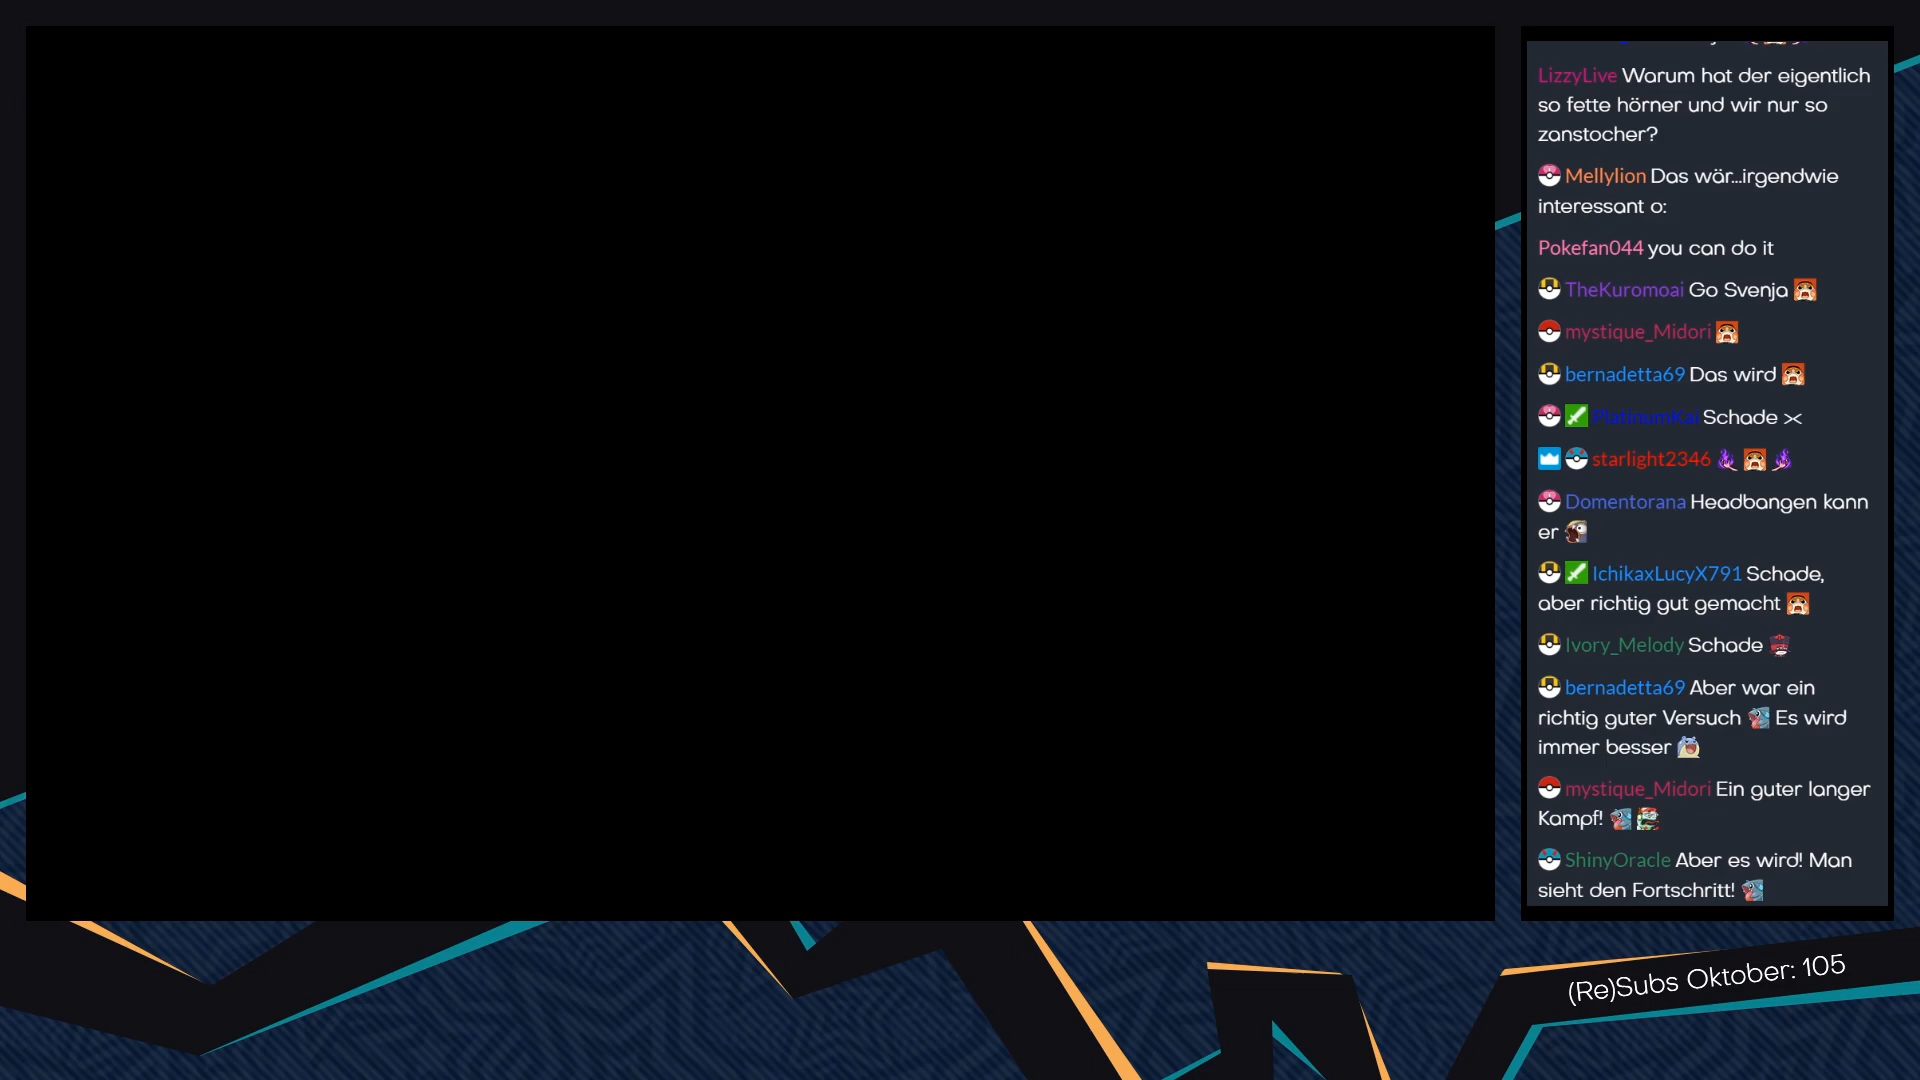 LizzyLive Warum hat der eigentlich
so fette hörner und wir nur so
zanstocher?
Mellylion Das wär...irgendwie
interessant o:
Pokefan044 you can do it
TheKuromoai Go Svenja
mystique_Midori
bernadetta69 Das wird
PlatinumKai Schade ><
starlight2346
Domentorana Headbangen kann
er
IchikaxLucyX791 Schade,
aber richtig gut gemacht
Ivory_Melody Schade
bernadetta69 Aber war ein
richtig guter Versuch Es wird
immer besser
mystique_Midori Ein guter langer
Kampf!
ShinyOracle Aber es wird! Man
sieht den Fortschritt!
(Re)Subs Oktober: 105